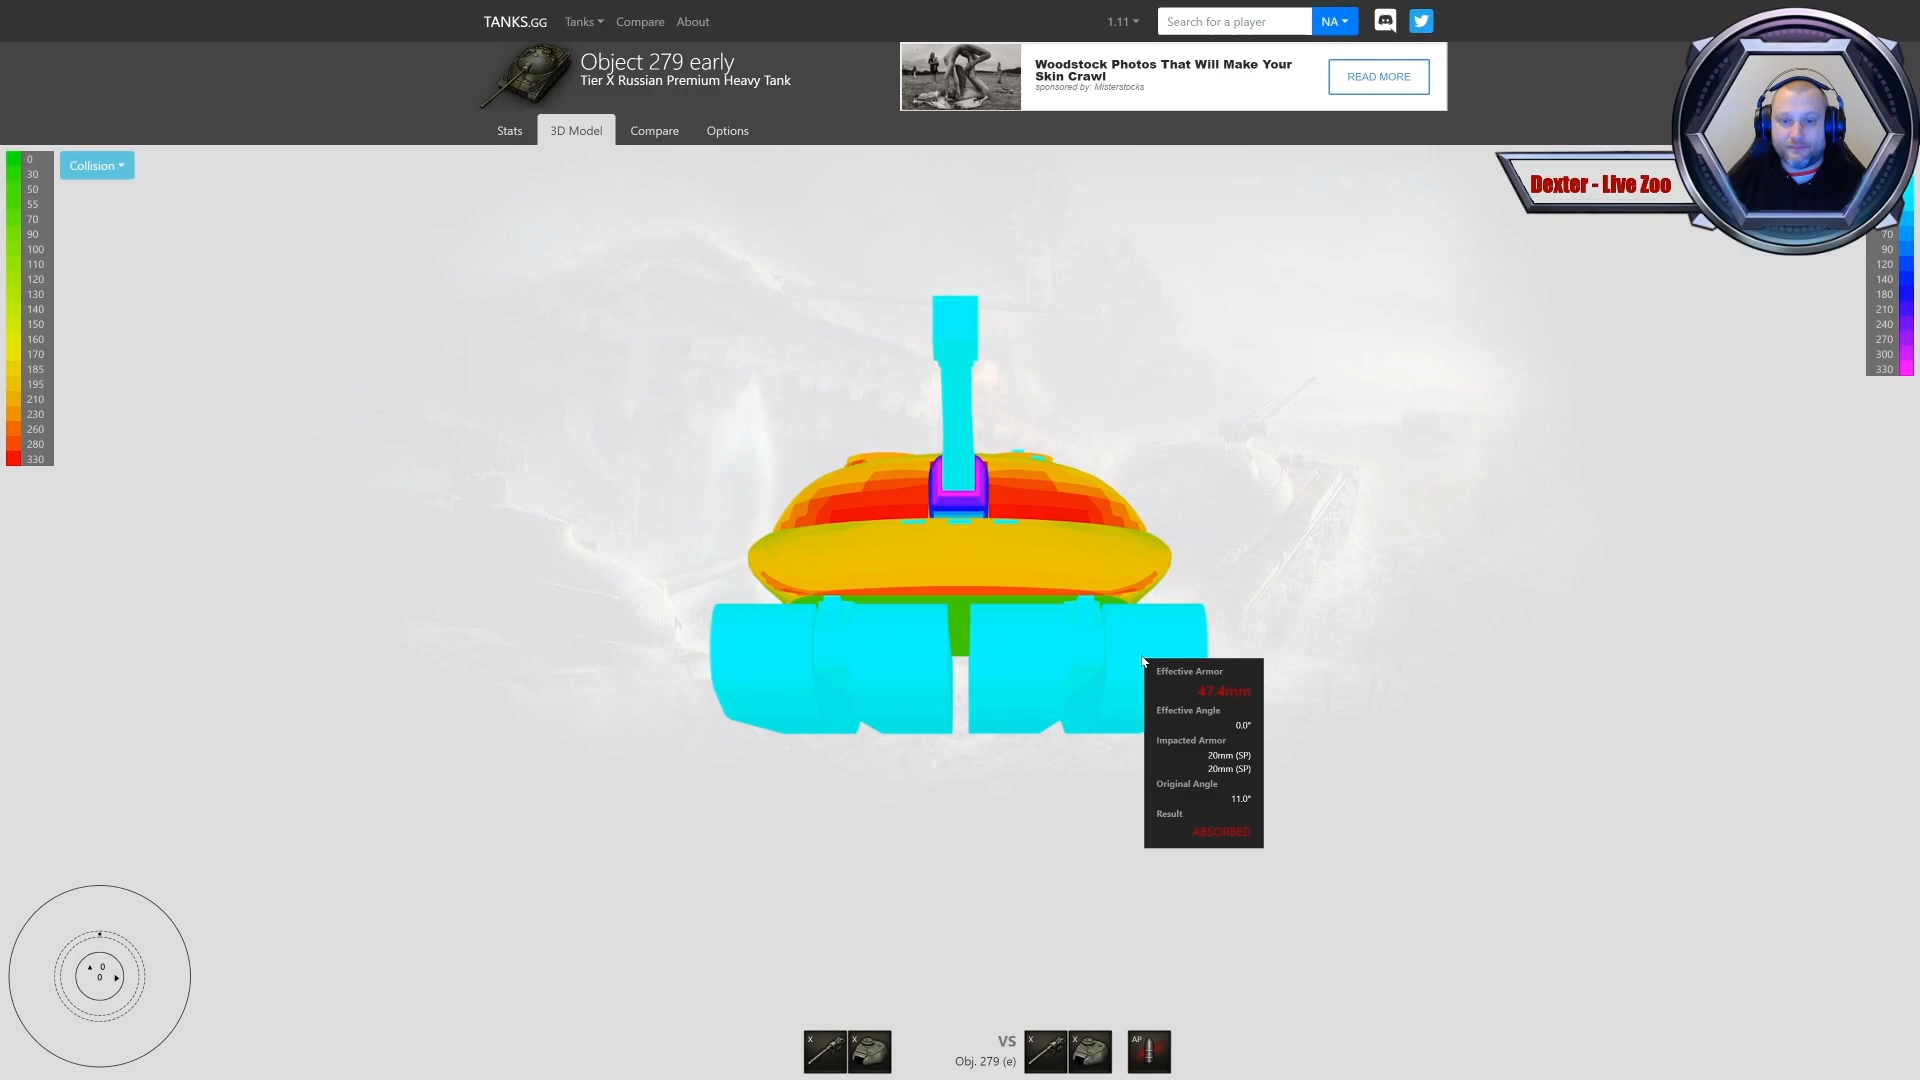 TANKS.GG Tanks Compare About 1.11 Search for a player NA
Object 279 early
Tier X Russian Premium Heavy Tank
Woodstock Photos That Will Make Your
Skin Crawl
sponsored by: Misterstocks
READ MORE
Stats 3D Model Compare Options
Collision
0
30
50
55
70
90
100
110
120
130
140
150
160
170
185
195
210
230
260
280
330
Dexter - Live Zoo
70
90
120
140
180
210
240
270
300
330
Effective Armor
47.4mm
Effective Angle
0.0°
Impacted Armor
20mm (SP)
20mm (SP)
Original Angle
11.0°
Result
ABSORBED
0
0
X X
VS
Obj. 279 (e)
X X
AP